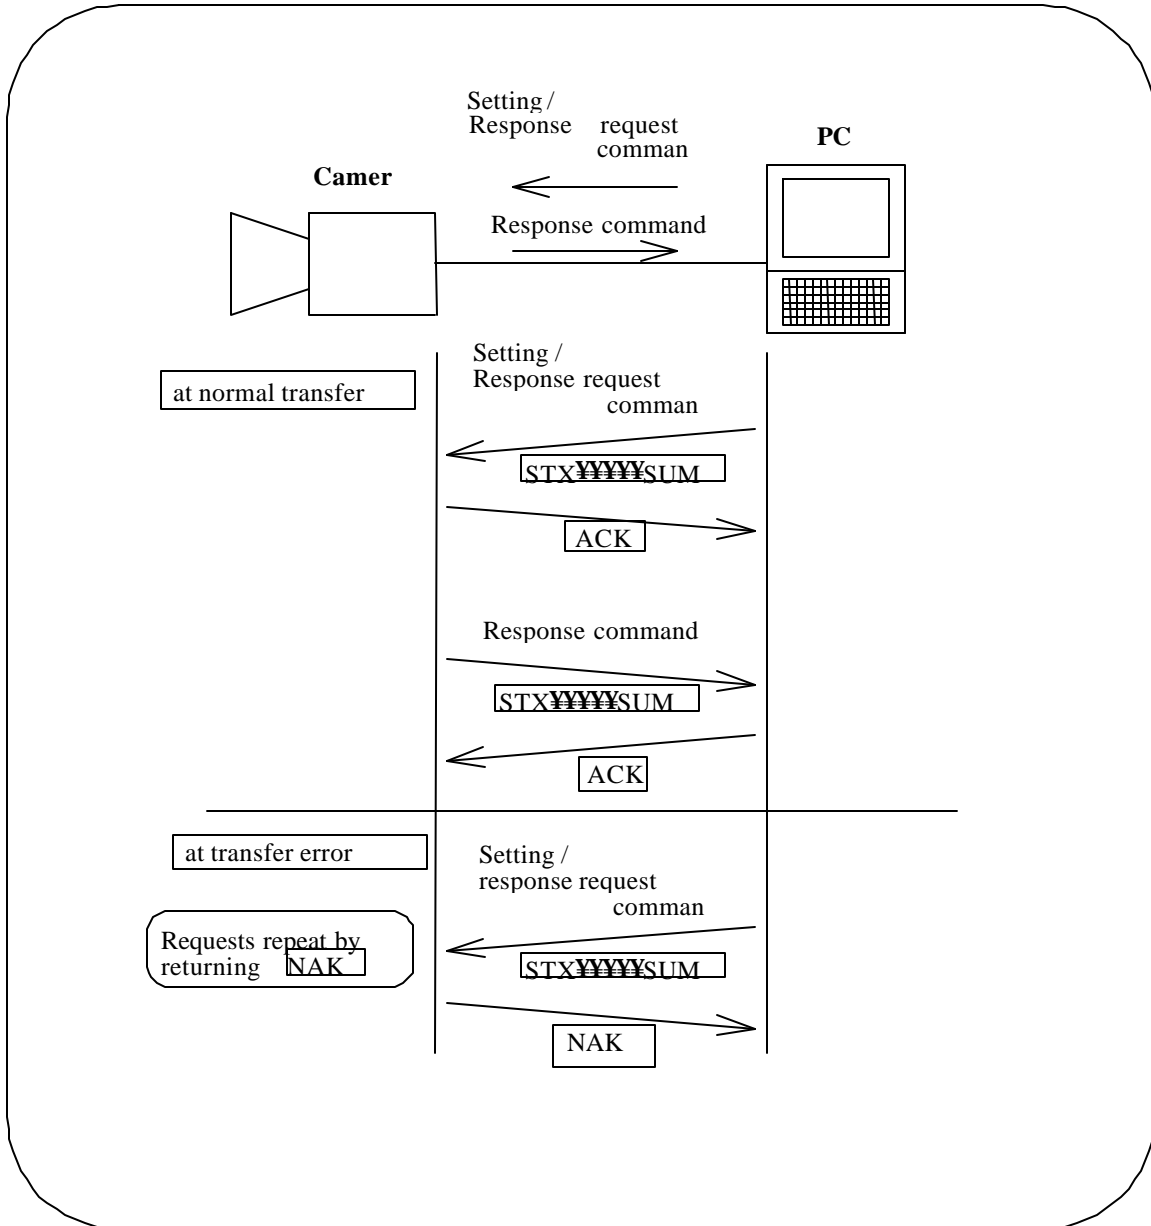 Setting /
Response request
comman
PC
Camer
Response command
Setting /
Response request
comman
at normal transfer
STX¥¥¥¥¥SUM
ACK
Response command
STX¥¥¥¥¥SUM
ACK
at transfer error
Setting /
response request
comman
Requests repeat by
returning NAK
STX¥¥¥¥¥SUM
NAK